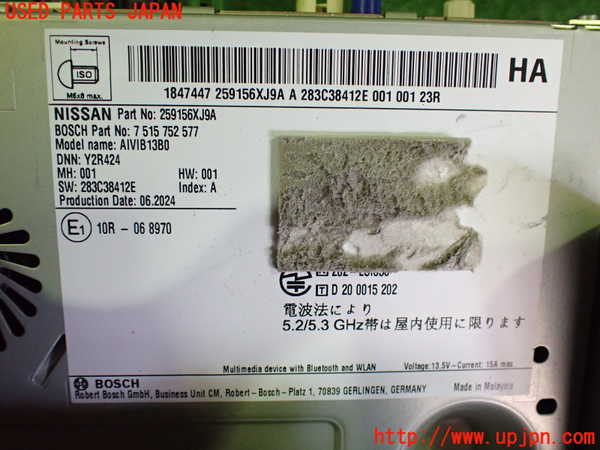 USED PARTS JAPAN
Mounting Screws
ISO
M6x8 max.
HA
1847447 259156XJ9A A 283C38412E 001 001 23R
NISSAN Part No: 259156XJ9A
BOSCH Part No: 7 515 752 577
Model name: AIVIB13B0
DNN: Y2R424
MH: 001 HW: 001
SW: 283C38412E Index: A
Production Date: 06.2024
E1 10R - 06 8970
T D 20 0015 202
電波法により
5.2/5.3 GHz帯は屋内使用に限ります
Multimedia device with Bluetooth and WLAN Voltage: 13,5V⎓Current: 15A max.
BOSCH
Robert Bosch GmbH, Business Unit CM, Robert - Bosch - Platz 1, 70839 GERLINGEN, GERMANY Made in Malaysia
http://www.upjpn.com/